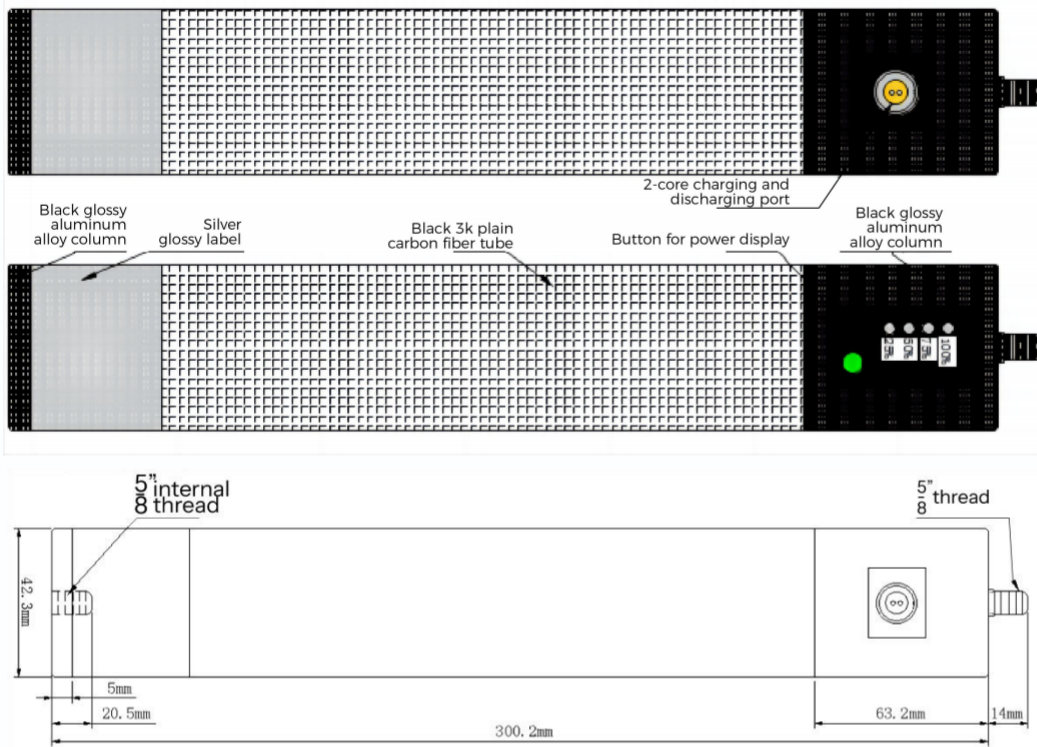 2-core charging and
discharging port
Black glossy
aluminum
alloy column
Silver
glossy label
Black 3k plain
carbon fiber tube
Button for power display
Black glossy
aluminum
alloy column
25%
50%
75%
100%
5"
8
internal
thread
5"
8
thread
42.3mm
5mm
20.5mm
300.2mm
63.2mm
14mm